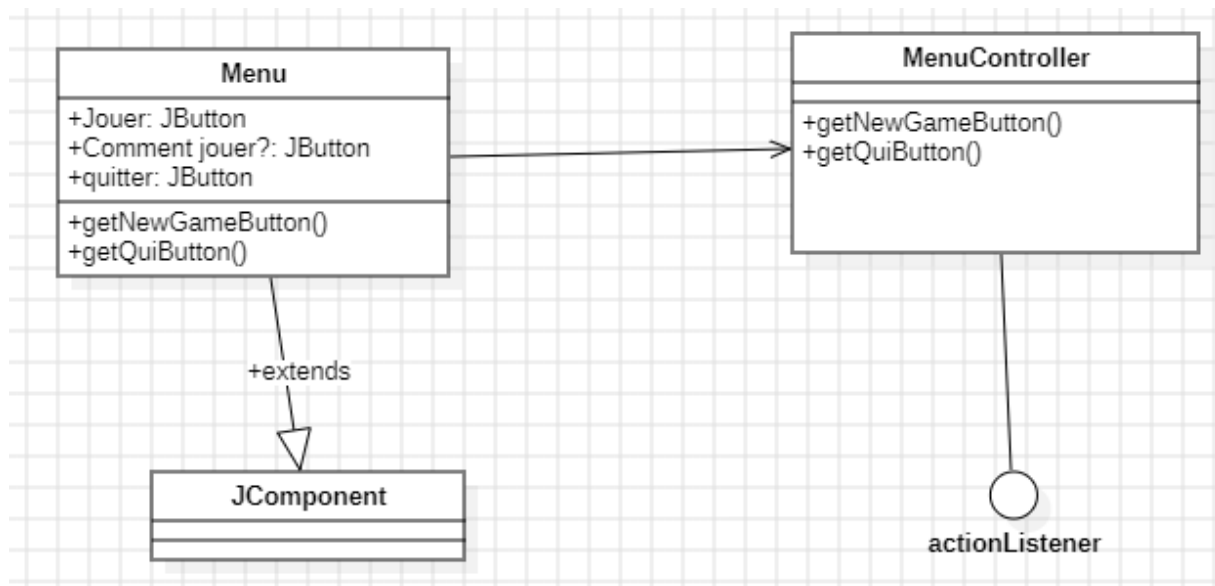 Menu
+Jouer: JButton
+Comment jouer?: JButton
+quitter: JButton
+getNewGameButton()
+getQuiButton()
MenuController
+getNewGameButton()
+getQuiButton()
+extends
JComponent
actionListener